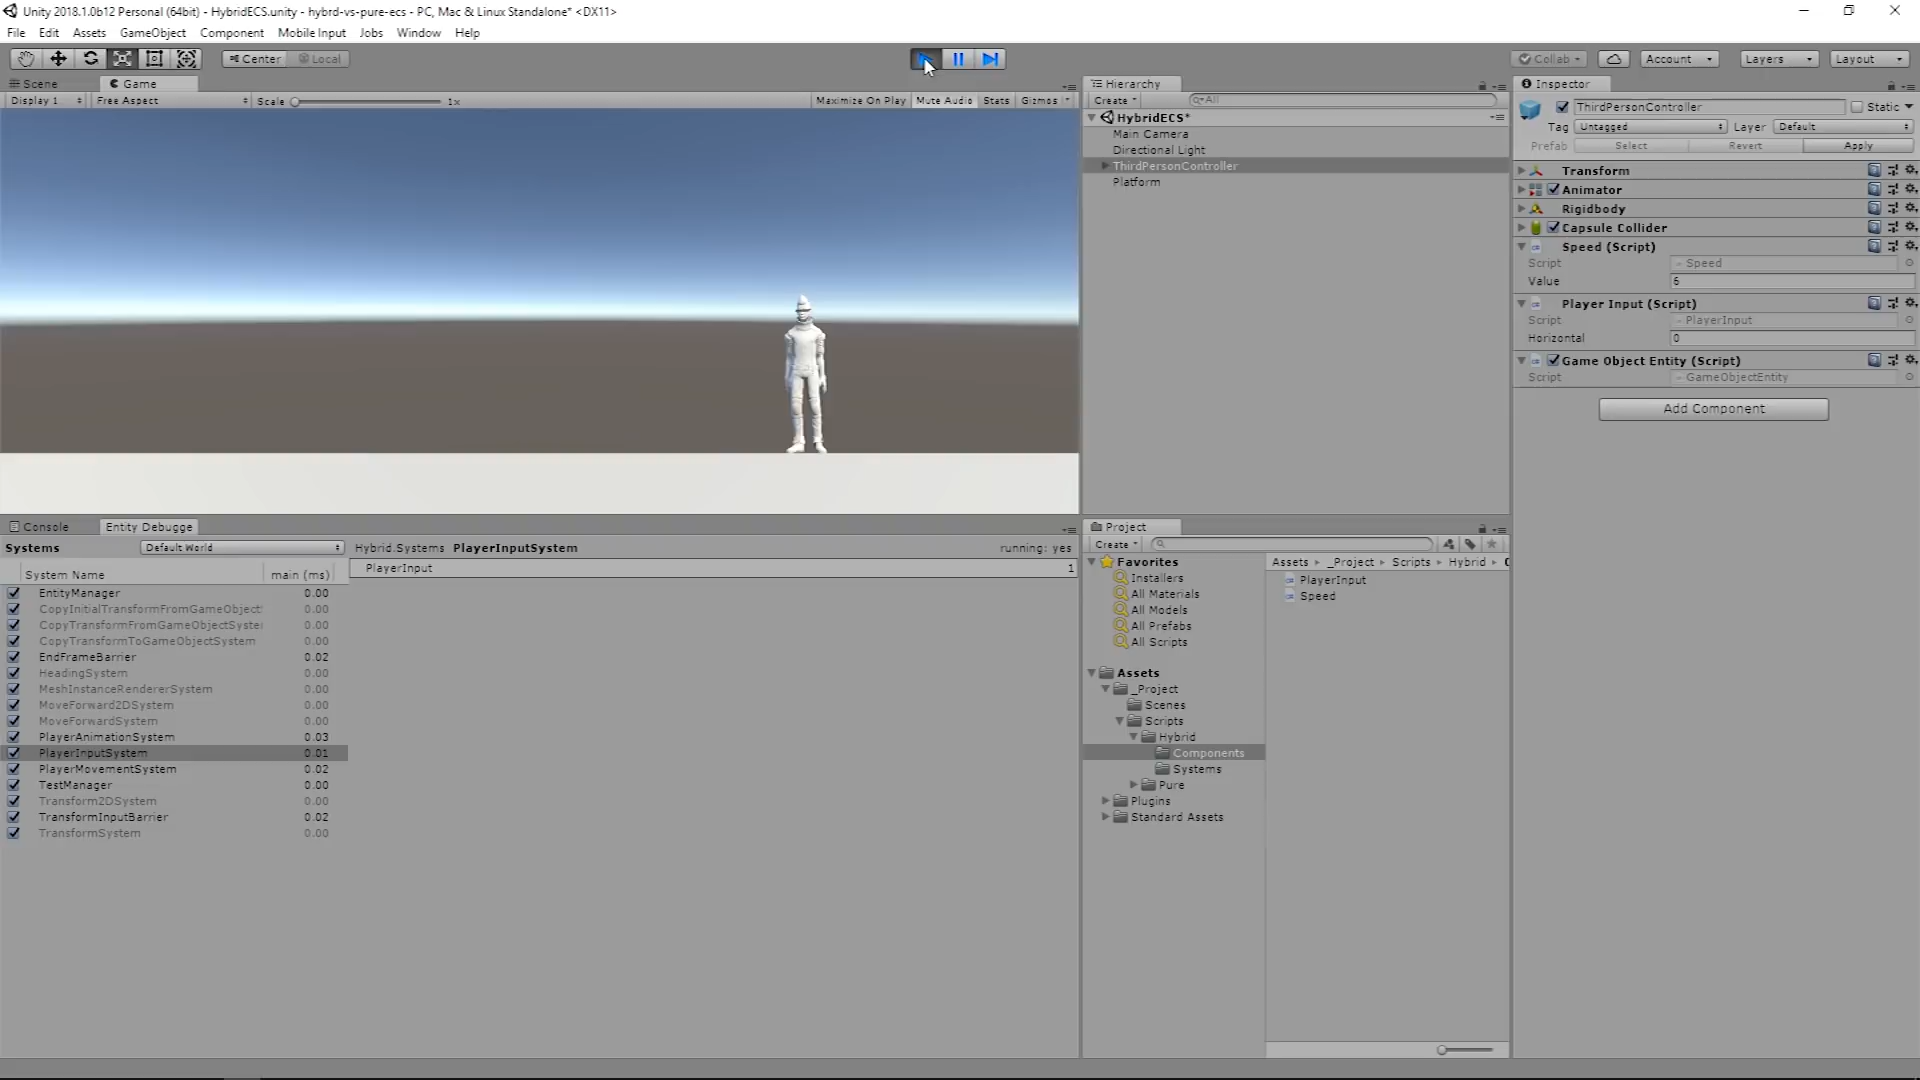 Unity 2018.1.0b12 Personal (64bit) - HybridECS.unity - hybrd-vs-pure-ecs - PC, Mac & Linux Standalone* <DX11>
File Edit Assets GameObject Component Mobile Input Jobs Window Help
Center Local
Collab Account Layers Layout
Scene Game
Display 1 Free Aspect Scale 1x Maximize On Play Mute Audio Stats Gizmos
Hierarchy
Create All
HybridECS*
Main Camera
Directional Light
ThirdPersonController
Platform
Inspector
ThirdPersonController Static
Tag Untagged Layer Default
Prefab Select Revert Apply
Transform
Animator
Rigidbody
Capsule Collider
Speed (Script)
Script Speed
Value 6
Player Input (Script)
Script PlayerInput
Horizontal 0
Game Object Entity (Script)
Script GameObjectEntity
Add Component
Console Entity Debugge
Systems Default World
System Name main (ms)
EntityManager 0.00
CopyInitialTransformFromGameObject 0.00
CopyTransformFromGameObjectSyste 0.00
CopyTransformToGameObjectSystem 0.00
EndFrameBarrier 0.02
HeadingSystem 0.00
MeshInstanceRendererSystem 0.00
MoveForward2DSystem 0.00
MoveForwardSystem 0.00
PlayerAnimationSystem 0.03
PlayerInputSystem 0.01
PlayerMovementSystem 0.02
TestManager 0.00
Transform2DSystem 0.00
TransformInputBarrier 0.02
TransformSystem 0.00
Hybrid.Systems PlayerInputSystem running: yes
PlayerInput 1
Project
Create
Favorites
Installers
All Materials
All Models
All Prefabs
All Scripts
Assets
_Project
Scenes
Scripts
Hybrid
Components
Systems
Pure
Plugins
Standard Assets
Assets _Project Scripts Hybrid
PlayerInput
Speed